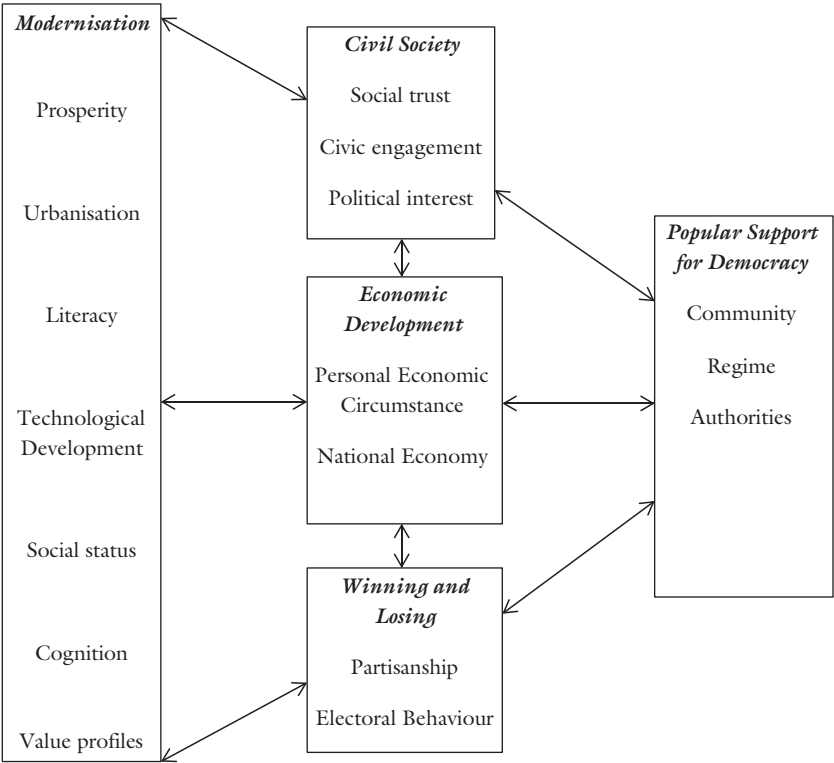 Modernisation
Prosperity
Urbanisation
Literacy
Technological
Development
Social status
Cognition
Value profiles
Civil Society
Social trust
Civic engagement
Political interest
Economic
Development
Personal Economic
Circumstance
National Economy
Winning and
Losing
Partisanship
Electoral Behaviour
Popular Support
for Democracy
Community
Regime
Authorities